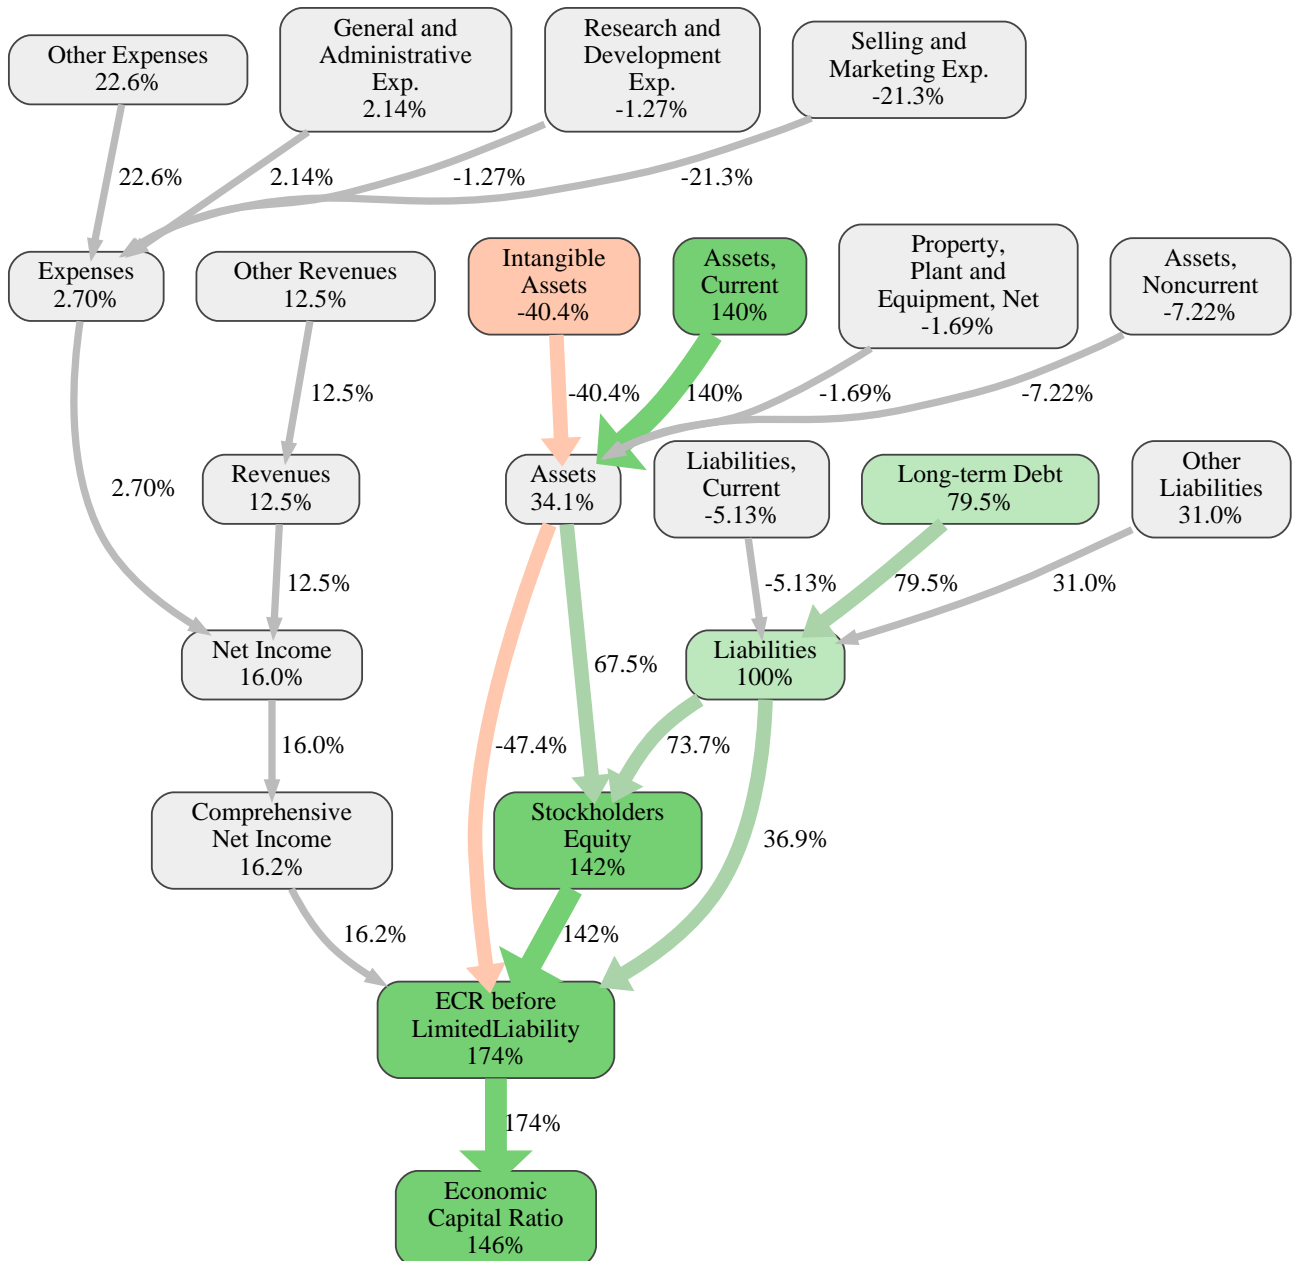 Other Expenses
22.6%
General and
Administrative
Exp.
2.14%
Research and
Development
Exp.
-1.27%
Selling and
Marketing Exp.
-21.3%
22.6%
2.14%
-1.27%
-21.3%
Expenses
2.70%
Other Revenues
12.5%
Intangible
Assets
-40.4%
Assets,
Current
140%
Property,
Plant and
Equipment, Net
-1.69%
Assets,
Noncurrent
-7.22%
12.5%
-40.4%
140%
-1.69%
-7.22%
2.70%
Revenues
12.5%
Assets
34.1%
Liabilities,
Current
-5.13%
Long-term Debt
79.5%
Other
Liabilities
31.0%
12.5%
-5.13%
79.5%
31.0%
Net Income
16.0%
67.5%
Liabilities
100%
16.0%
-47.4%
73.7%
Comprehensive
Net Income
16.2%
Stockholders
Equity
142%
36.9%
16.2%
142%
ECR before
LimitedLiability
174%
174%
Economic
Capital Ratio
146%